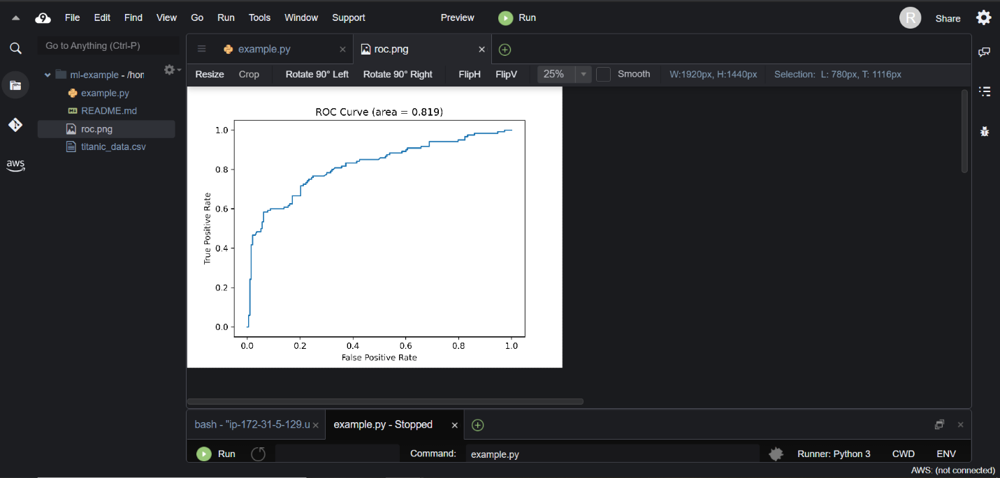 9 File Edit Find View Go Run Tools Window Support Preview Run R Share
Go to Anything (Ctrl-P)
example.py roc.png
Resize Crop Rotate 90° Left Rotate 90° Right FlipH FlipV 25% Smooth W:1920px, H:1440px Selection: L: 780px, T: 1116px
ml-example - /hom
example.py
README.md
roc.png
titanic_data.csv
aws
ROC Curve (area = 0.819)
1.0
0.8
0.6
0.4
0.2
0.0
True Positive Rate
0.0 0.2 0.4 0.6 0.8 1.0
False Positive Rate
bash - "ip-172-31-5-129.u example.py - Stopped
Run Command: example.py Runner: Python 3 CWD ENV
AWS: (not connected)